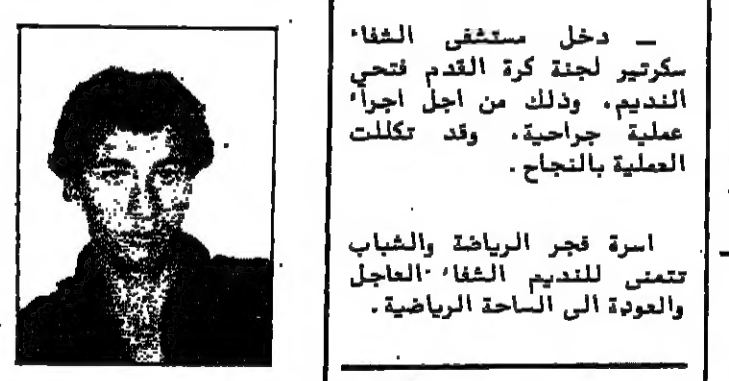 ـ دخل مستشفى الشفاء
سكرتير لجنة كرة القدم فتحي
النديم، وذلك من اجل اجراء
عملية جراحية، وقد تكللت
العملية بالنجاح.
اسرة فجر الرياضة والشباب
تتمنى للنديم الشفاء العاجل
والعودة الى الساحة الرياضية.